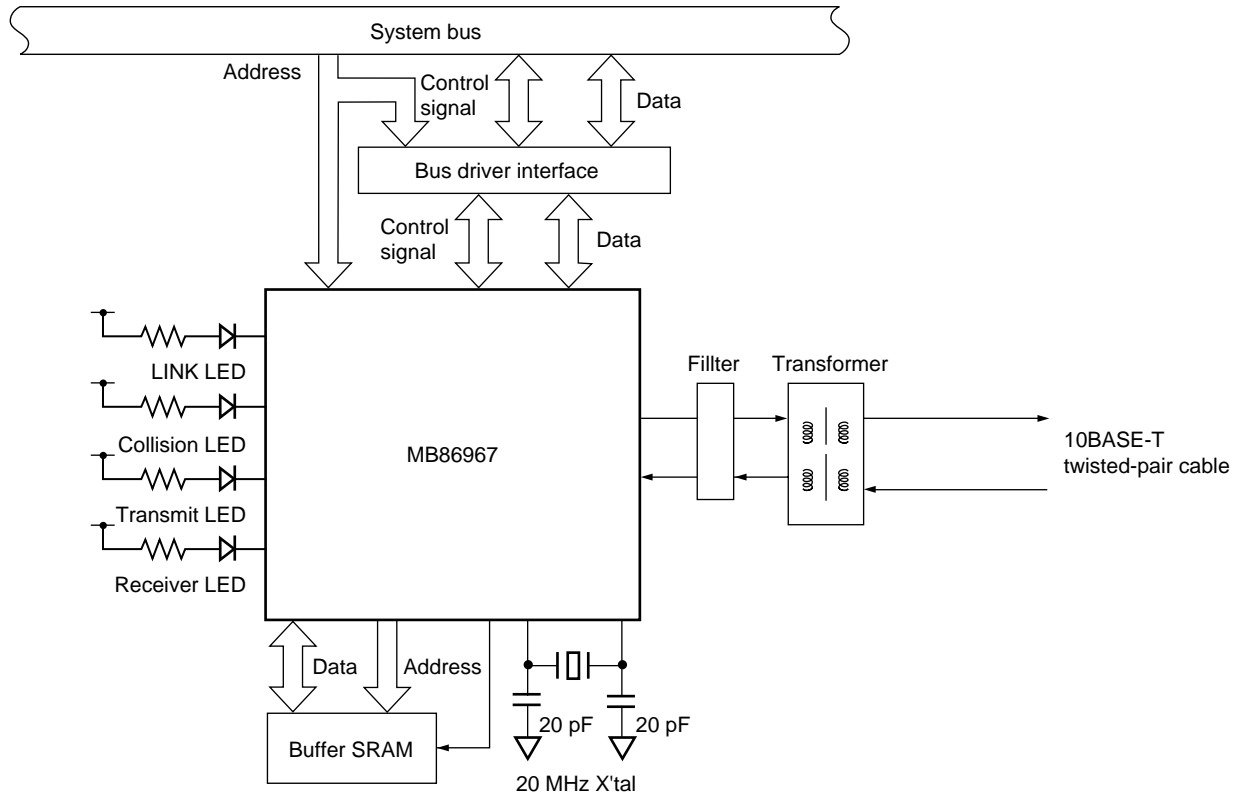 System bus
Address
Control
signal
Data
Bus driver interface
Control
signal
Data
LINK LED
Collision LED
Transmit LED
Receiver LED
MB86967
Fillter
Transformer
10BASE-T
twisted-pair cable
Data
Address
Buffer SRAM
20 pF
20 pF
20 MHz X'tal